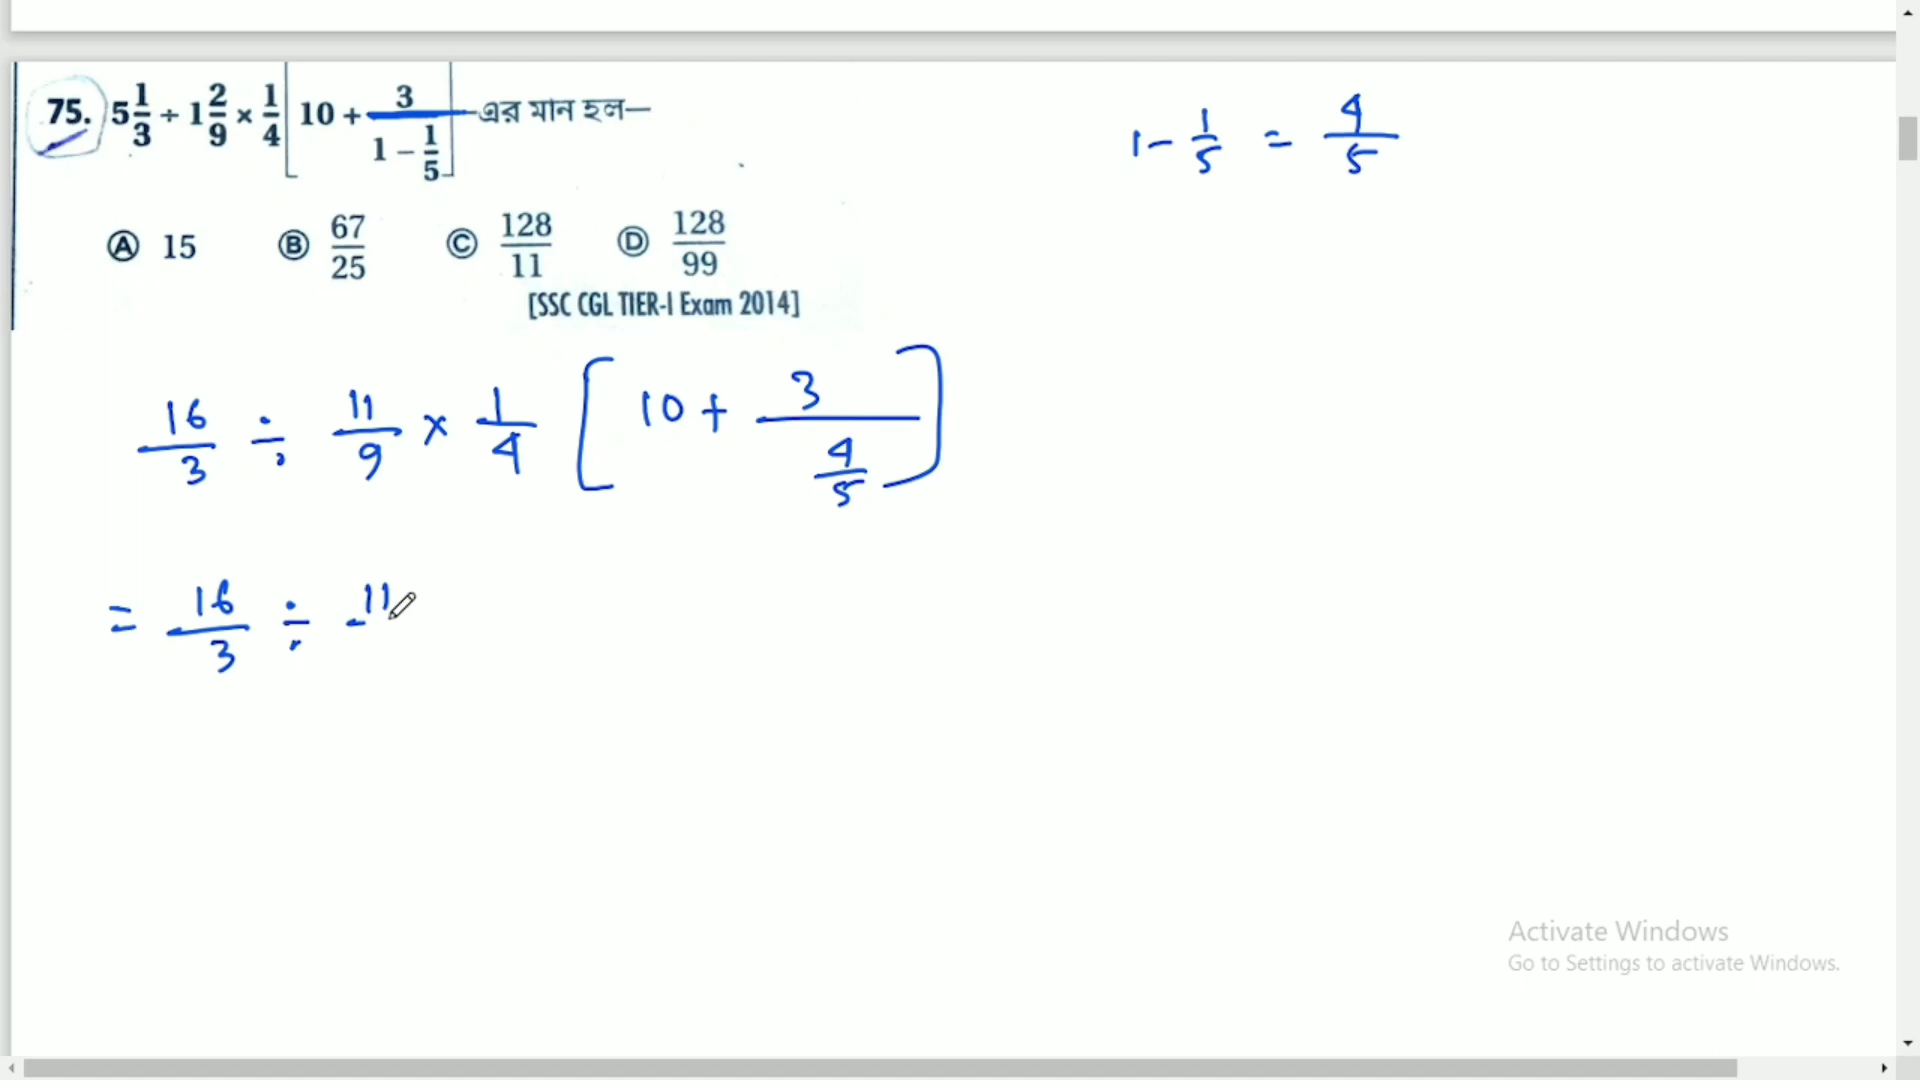 75. 5 1/3 ÷ 1 2/9 × 1/4 [ 10 + 3/(1 − 1/5) ] -এর মান হল—
1 - 1/5 = 4/5
Ⓐ 15 Ⓑ 67/25 Ⓒ 128/11 Ⓓ 128/99
[SSC CGL TIER-I Exam 2014]
16/3 ÷ 11/9 × 1/4 [ 10 + 3/(4/5) ]
= 16/3 ÷ 11
Activate Windows
Go to Settings to activate Windows.